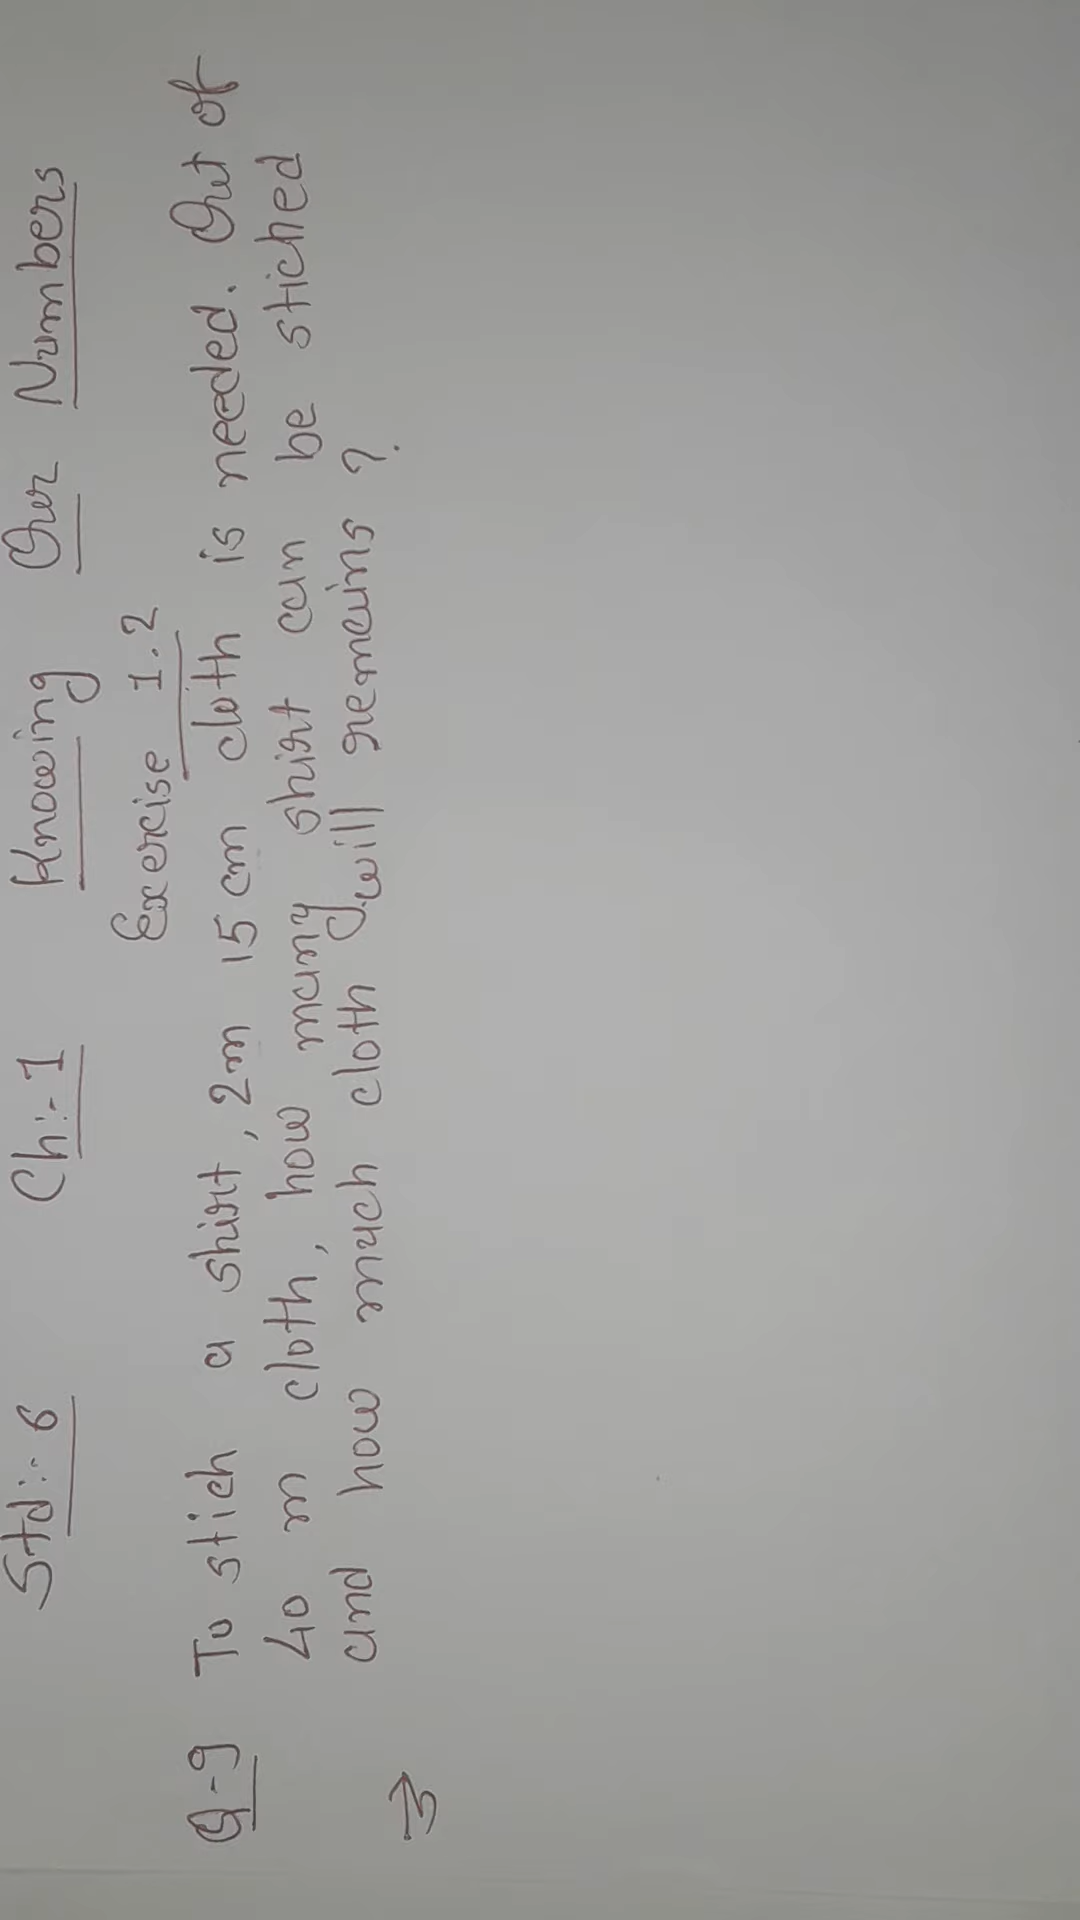 Std:- 6 Ch:- 1 Knowing Our Numbers
Exercise 1.2
Q-9 To stich a shirt, 2m 15 cm cloth is needed. Out of
40 m cloth, how many shirt can be stiched
and how much cloth will remains ?
⇒